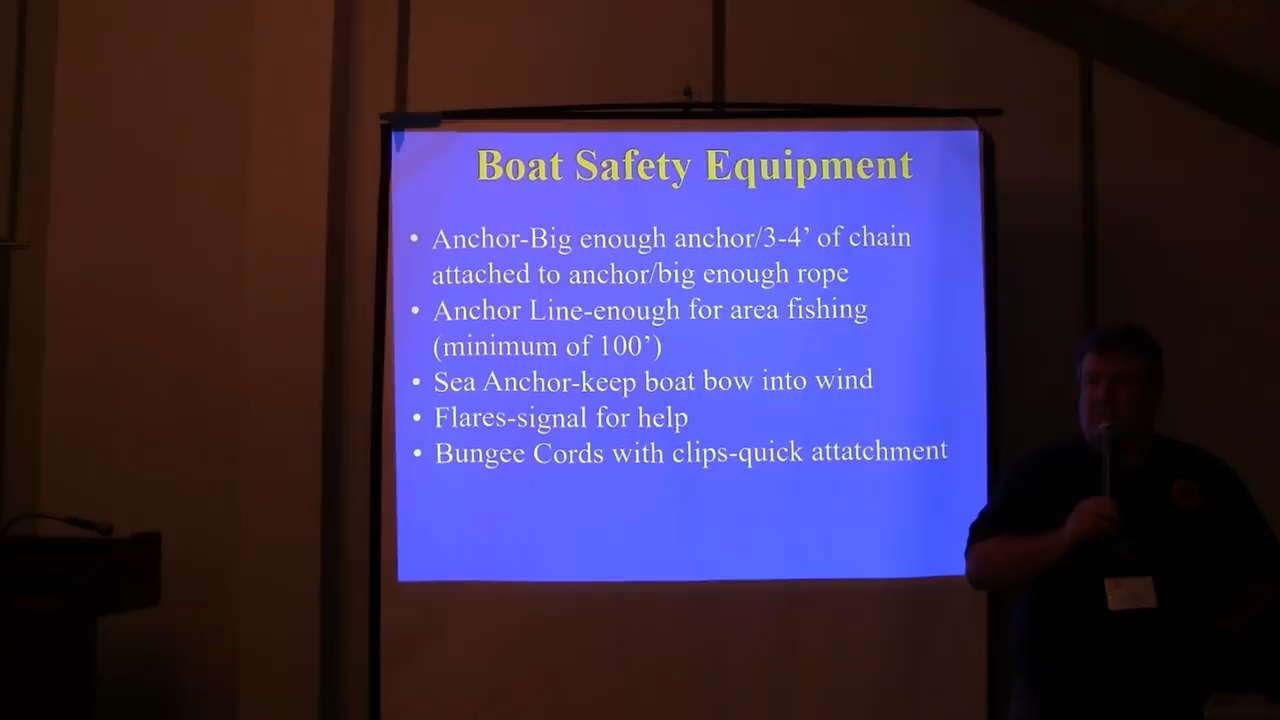 Boat Safety Equipment
• Anchor-Big enough anchor/3-4’ of chain
attached to anchor/big enough rope
• Anchor Line-enough for area fishing
(minimum of 100’)
• Sea Anchor-keep boat bow into wind
• Flares-signal for help
• Bungee Cords with clips-quick attatchment